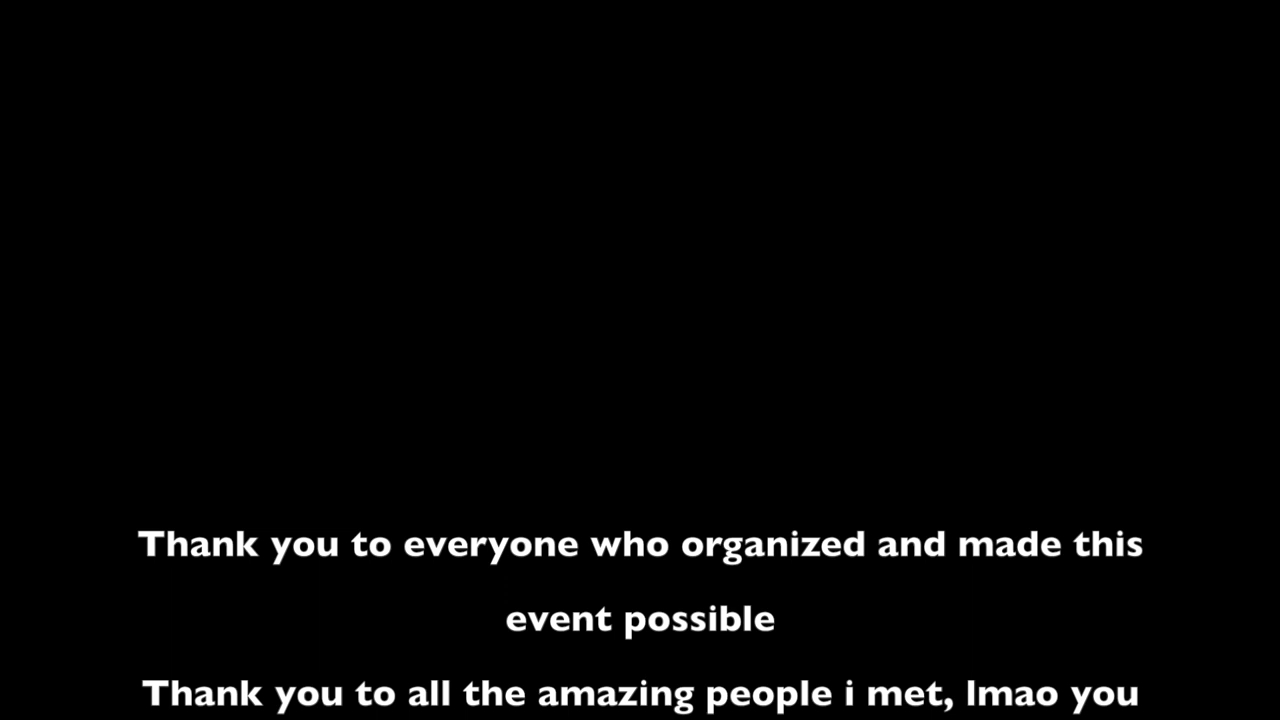 Thank you to everyone who organized and made this
event possible
Thank you to all the amazing people i met, lmao you